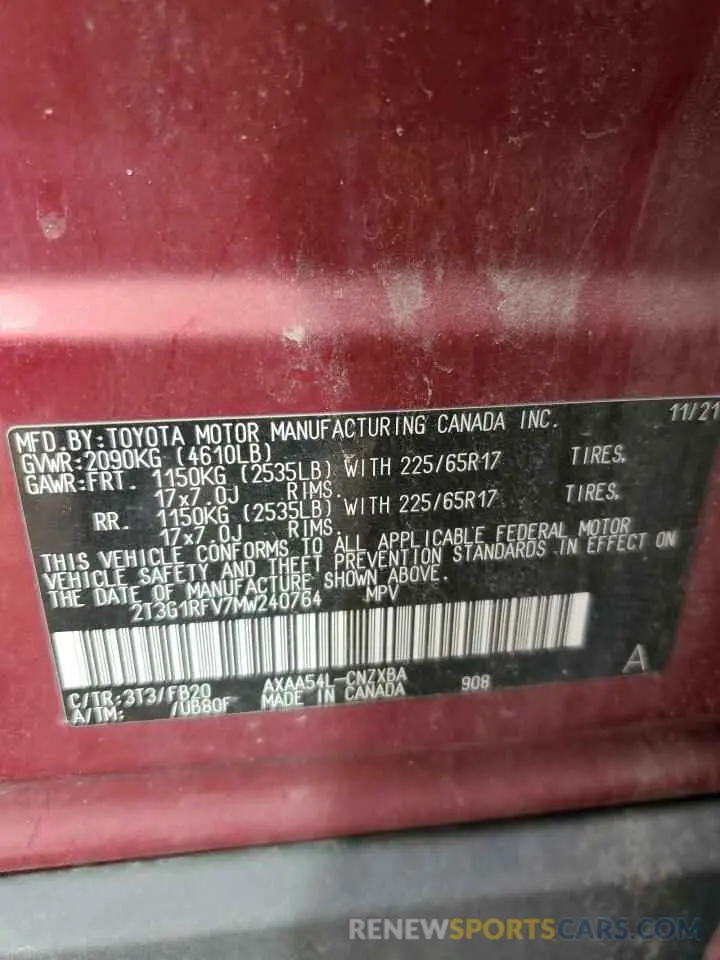 MFD.BY:TOYOTA MOTOR MANUFACTURING CANADA INC. 11/21
GVWR:2090KG (4610LB)
GAWR:FRT. 1150KG (2535LB) WITH 225/65R17 TIRES,
17x7.0J RIMS.
RR. 1150KG (2535LB) WITH 225/65R17 TIRES,
17x7.0J RIMS.
THIS VEHICLE CONFORMS TO ALL APPLICABLE FEDERAL MOTOR
VEHICLE SAFETY AND THEFT PREVENTION STANDARDS IN EFFECT ON
THE DATE OF MANUFACTURE SHOWN ABOVE.
2T3G1RFV7MW240764 MPV
A
C/TR:3T3/FB20 AXAA54L-CNZXBA 908
A/TM: /UB80F MADE IN CANADA
RENEWSPORTSCARS.COM